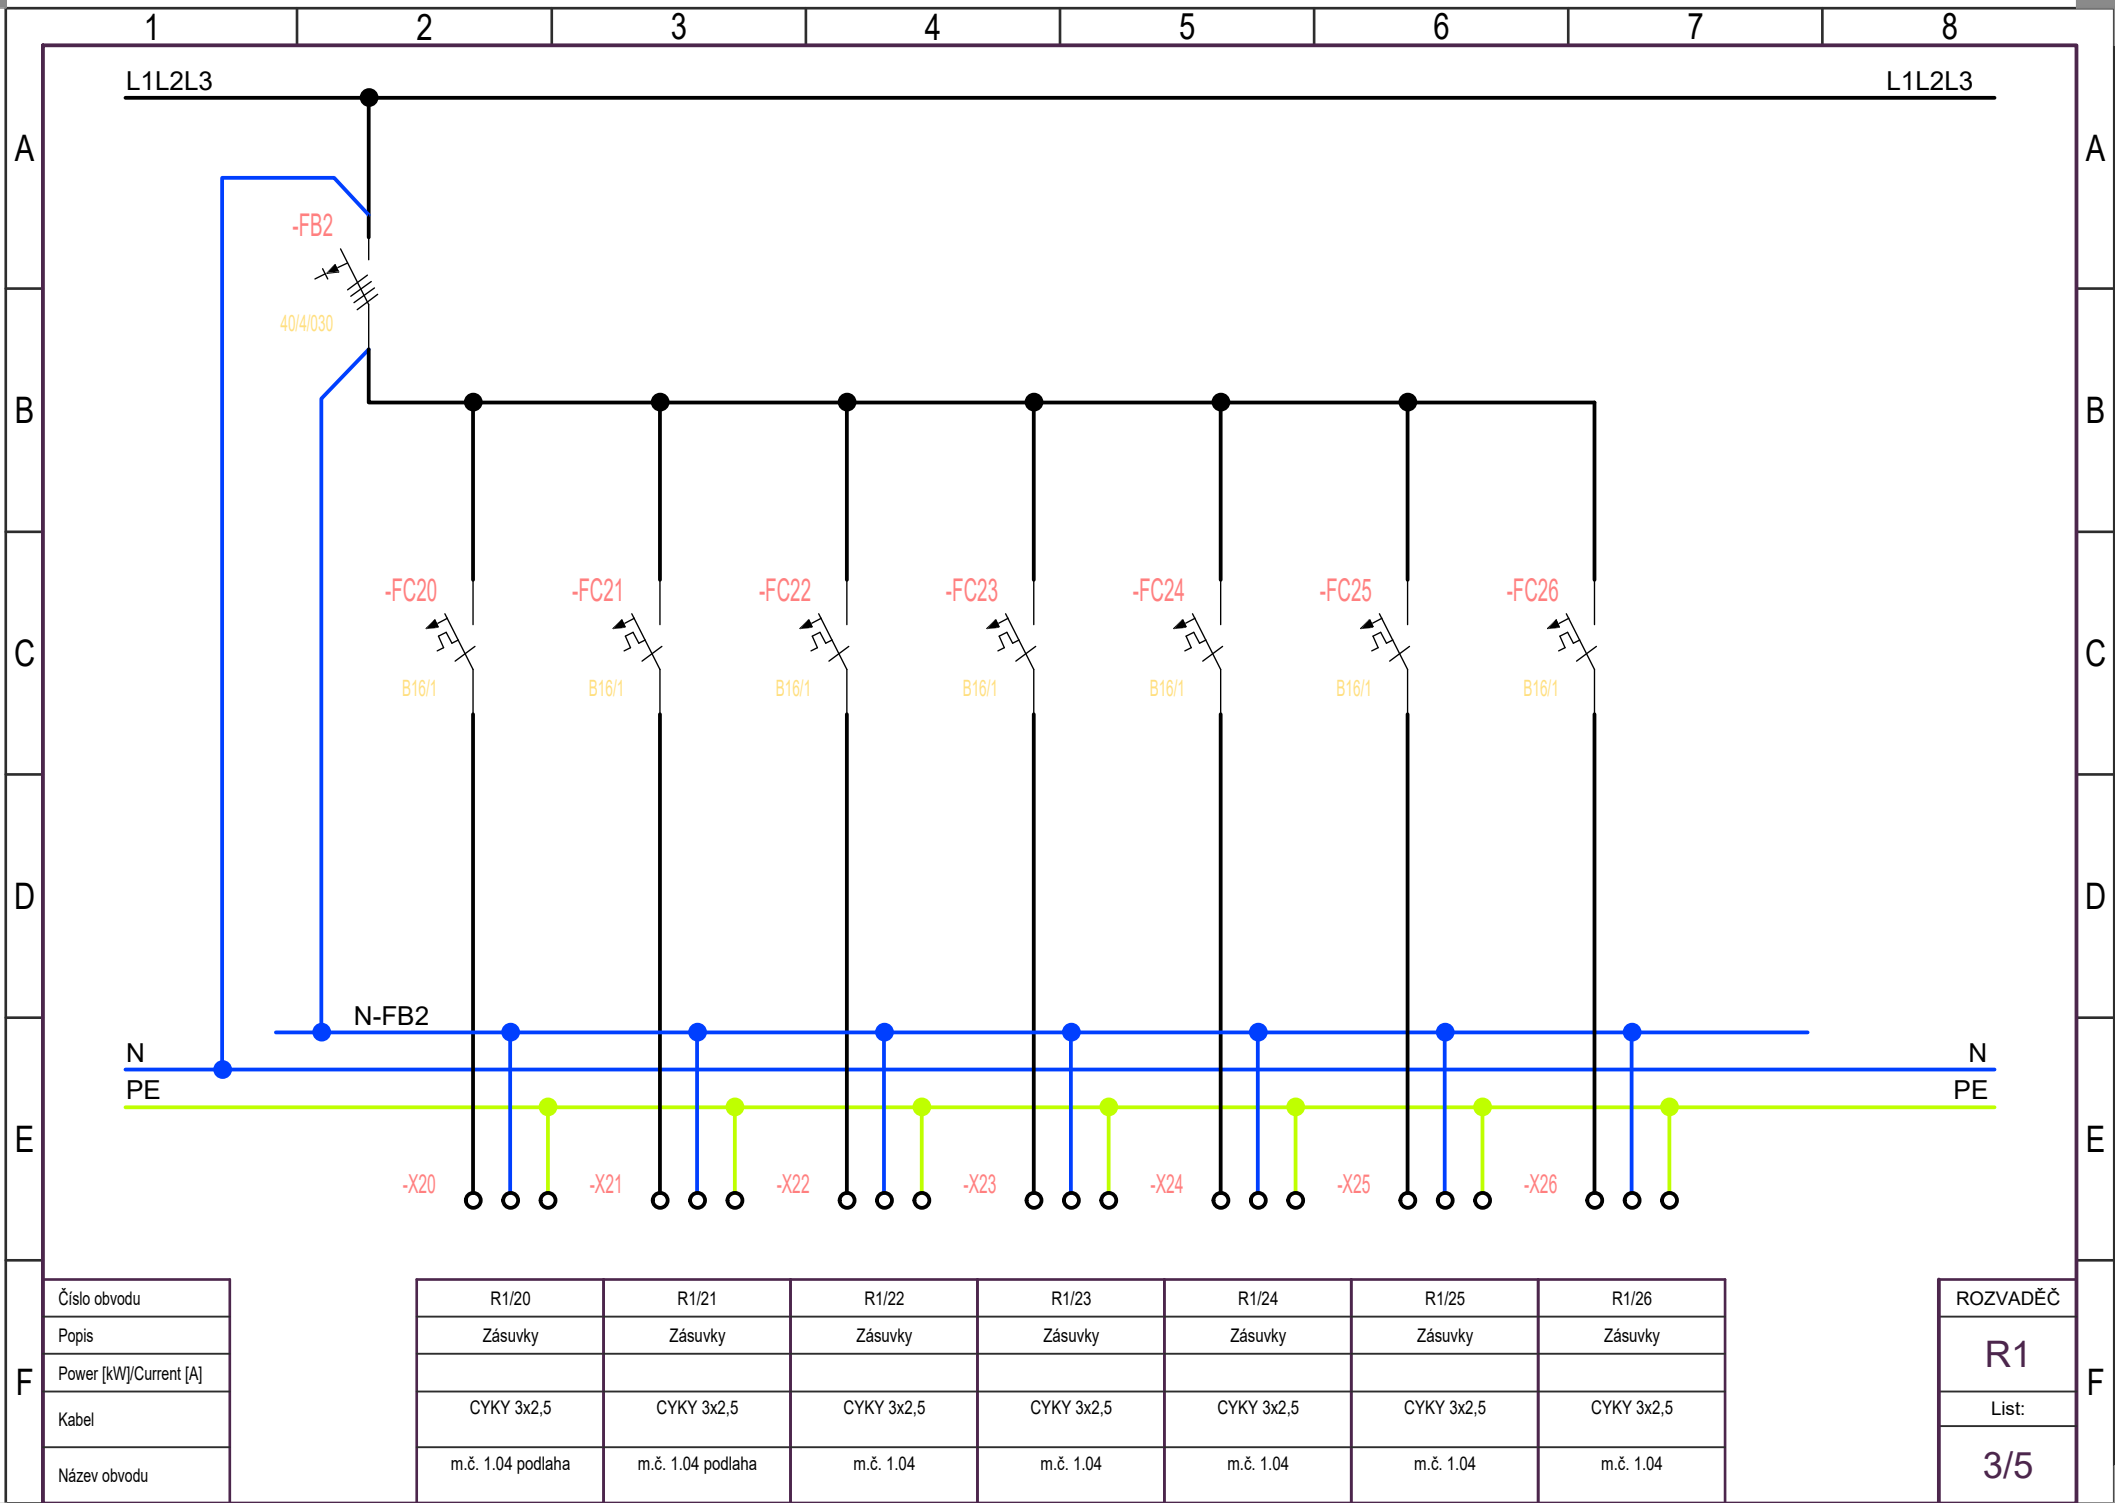 1 2 3 4 5 6 7 8
L1L2L3 L1L2L3
A A
-FB2
40/4/030
B B
-FC20 -FC21 -FC22 -FC23 -FC24 -FC25 -FC26
C C
B16/1 B16/1 B16/1 B16/1 B16/1 B16/1 B16/1
D D
N-FB2
N N
PE PE
E E
-X20 -X21 -X22 -X23 -X24 -X25 -X26
Číslo obvodu R1/20 R1/21 R1/22 R1/23 R1/24 R1/25 R1/26 ROZVADĚČ
Popis Zásuvky Zásuvky Zásuvky Zásuvky Zásuvky Zásuvky Zásuvky
R1
Power [kW]/Current [A]
F F
Kabel CYKY 3x2,5 CYKY 3x2,5 CYKY 3x2,5 CYKY 3x2,5 CYKY 3x2,5 CYKY 3x2,5 CYKY 3x2,5 List:
Název obvodu m.č. 1.04 podlaha m.č. 1.04 podlaha m.č. 1.04 m.č. 1.04 m.č. 1.04 m.č. 1.04 m.č. 1.04 3/5